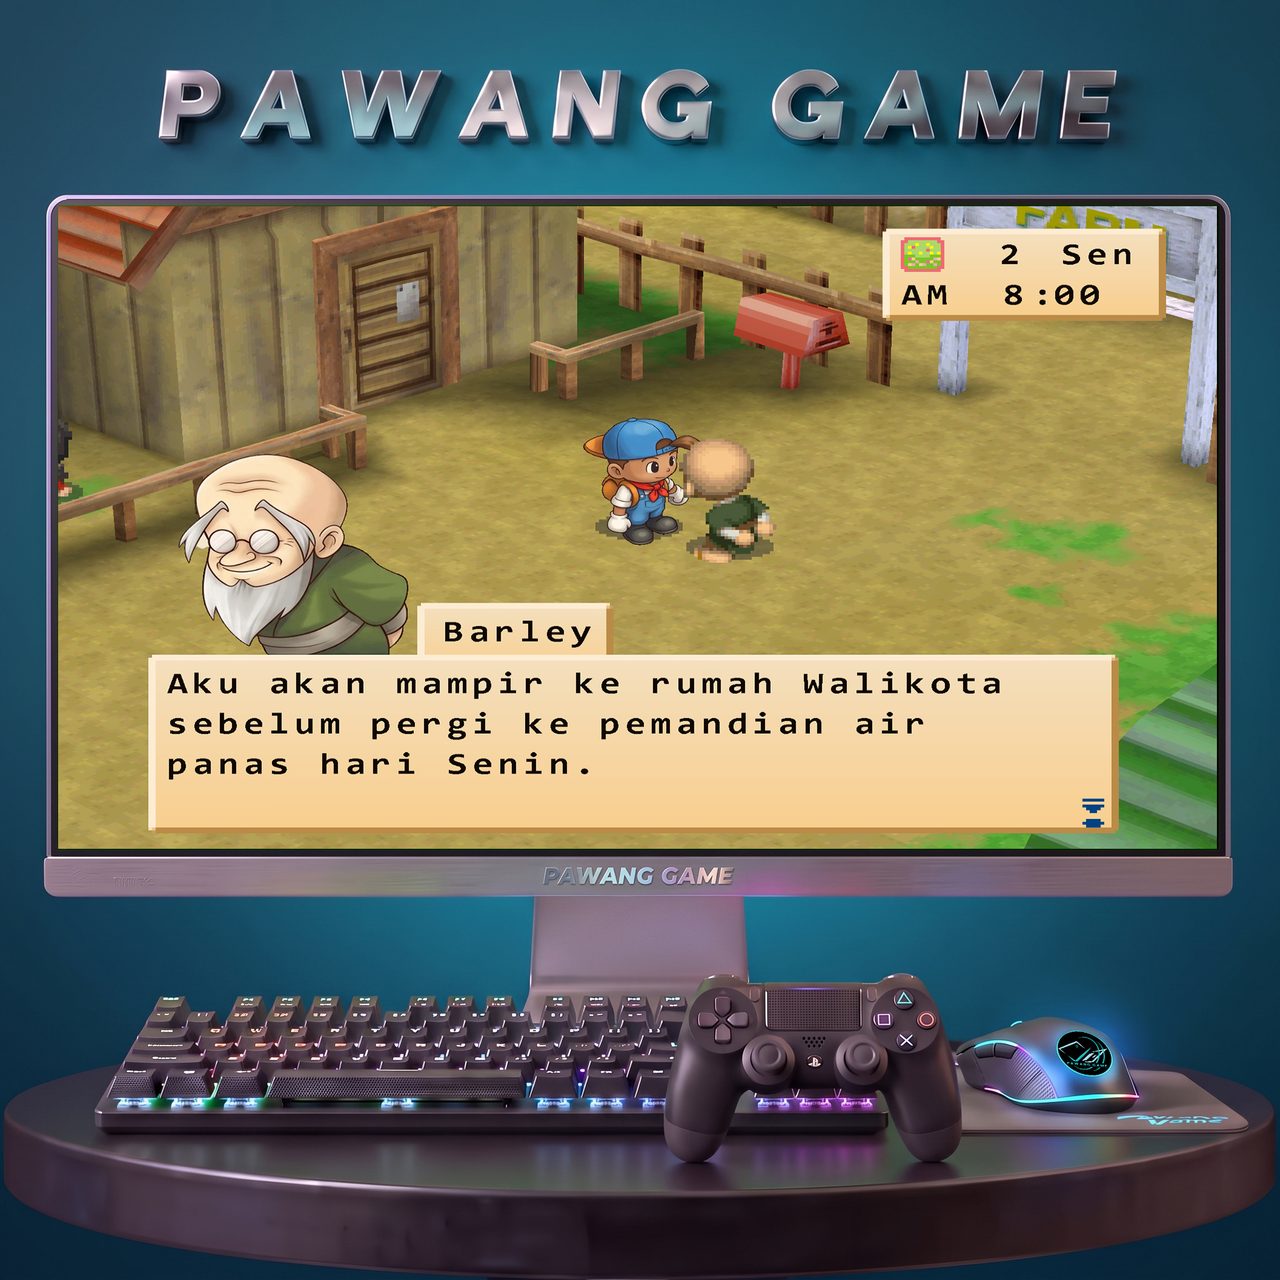 PAWANG GAME
FARM
2 Sen
AM 8:00
Barley
Aku akan mampir ke rumah Walikota
sebelum pergi ke pemandian air
panas hari Senin.
PAWANG GAME